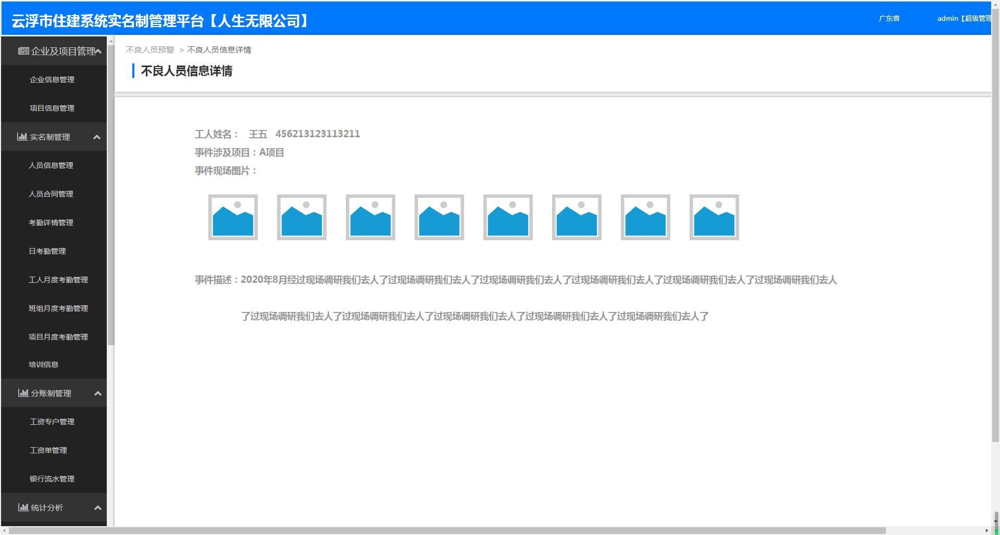 云浮市住建系统实名制管理平台【人生无限公司】
广东省
admin【超级管理
企业及项目管理
企业信息管理
项目信息管理
实名制管理
人员信息管理
人员合同管理
考勤详情管理
日考勤管理
工人月度考勤管理
班组月度考勤管理
项目月度考勤管理
培训信息
分账制管理
工资专户管理
工资单管理
银行流水管理
统计分析
不良人员预警 > 不良人员信息详情
不良人员信息详情
工人姓名： 王五 456213123113211
事件涉及项目：A项目
事件现场图片：
事件描述：2020年8月经过现场调研我们去人了过现场调研我们去人了过现场调研我们去人了过现场调研我们去人了过现场调研我们去人了过现场调研我们去人
了过现场调研我们去人了过现场调研我们去人了过现场调研我们去人了过现场调研我们去人了过现场调研我们去人了